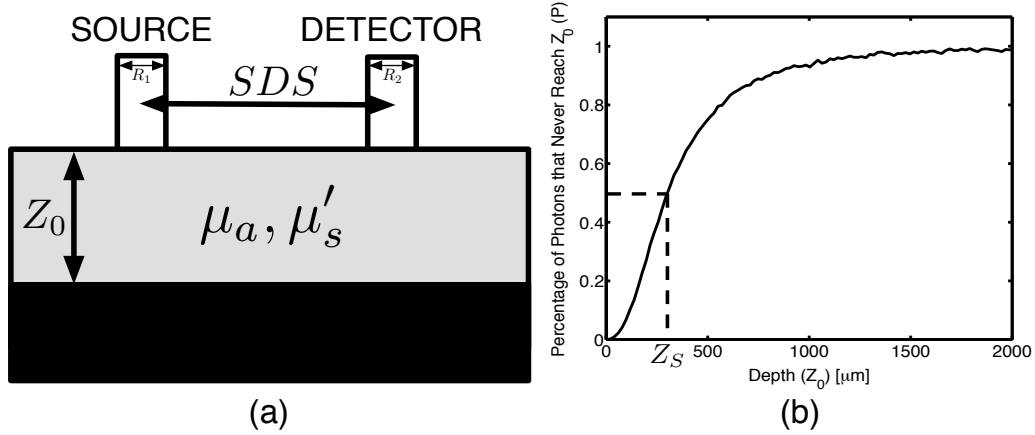 SOURCE
DETECTOR
R₁
R₂
SDS
Z₀
μₐ, μ′ₛ
(a)
Percentage of Photons that Never Reach Z₀ (P)
1
0.8
0.6
0.4
0.2
0
0
Z_S
500
1000
1500
2000
Depth (Z₀) [μm]
(b)